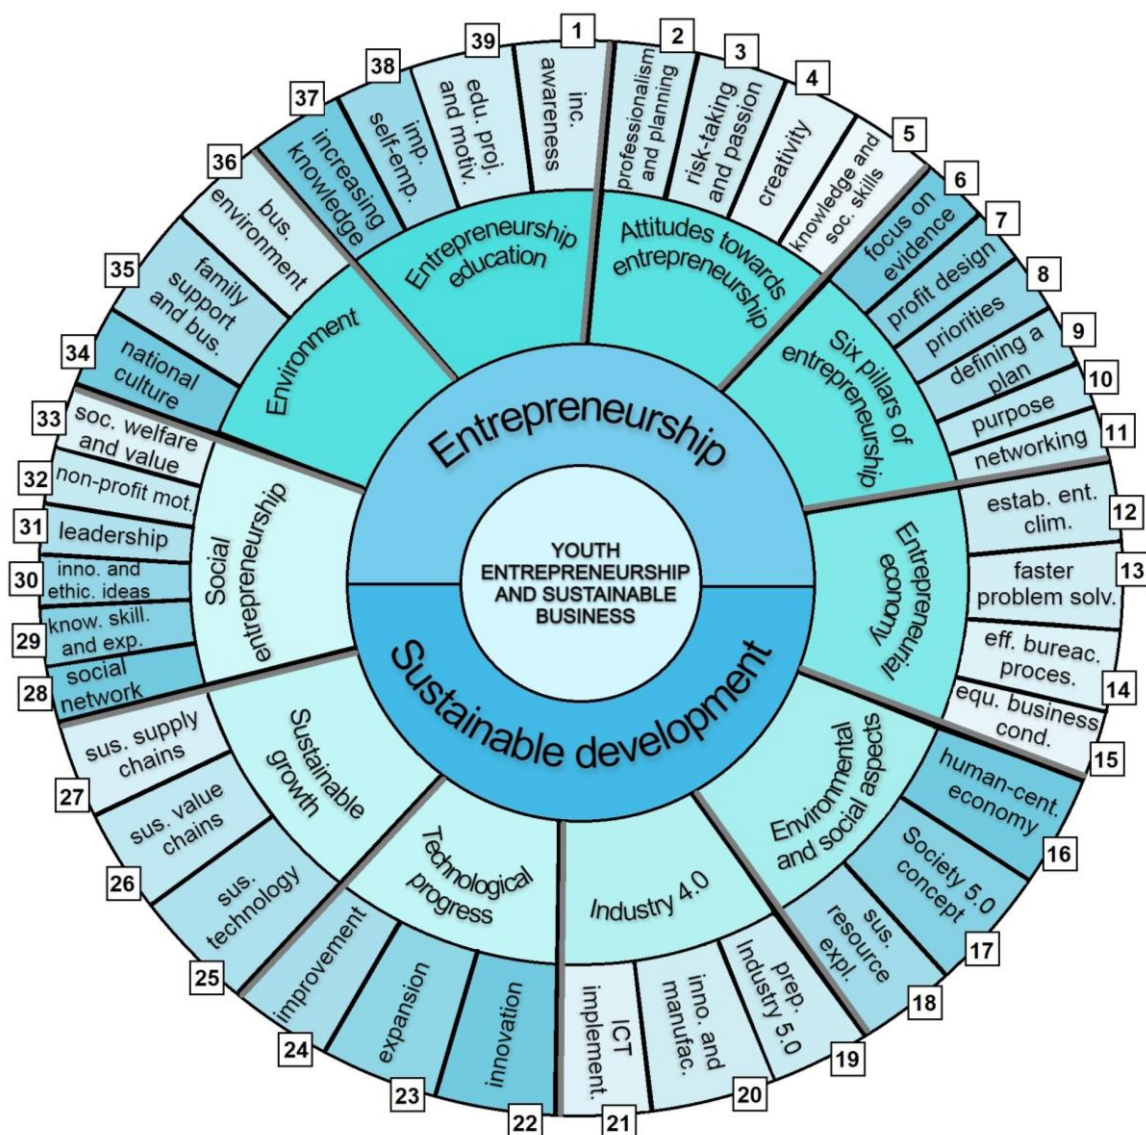 YOUTH
ENTREPRENEURSHIP
AND SUSTAINABLE
BUSINESS
Entrepreneurship
Sustainable development
Entrepreneurship
education
Attitudes towards
entrepreneurship
Six pillars of
entrepreneurship
Entrepreneurial
economy
Environmental
and social aspects
Industry 4.0
Technological
progress
Sustainable
growth
Social
entrepreneurship
Environment
1
inc.
awareness
2
professionalism
and planning
3
risk-taking
and passion
4
creativity
5
knowledge and
soc. skills
6
focus on
evidence
7
profit design
8
priorities
9
defining a
plan
10
purpose
11
networking
12
estab. ent.
clim.
13
faster
problem solv.
14
eff. bureac.
proces.
15
equ. business
cond.
16
human-cent.
economy
17
Society 5.0
concept
18
sus.
resource
expl.
19
prep.
Industry 5.0
20
inno. and
manufac.
21
ICT
implement.
22
innovation
23
expansion
24
improvement
25
sus.
technology
26
sus. value
chains
27
sus. supply
chains
28
social
network
29
know. skill.
and exp.
30
inno. and
ethic. ideas
31
leadership
32
non-profit mot.
33
soc. welfare
and value
34
national
culture
35
family
support
and bus.
36
bus.
environment
37
increasing
knowledge
38
imp.
self-emp.
39
edu. proj.
and motiv.